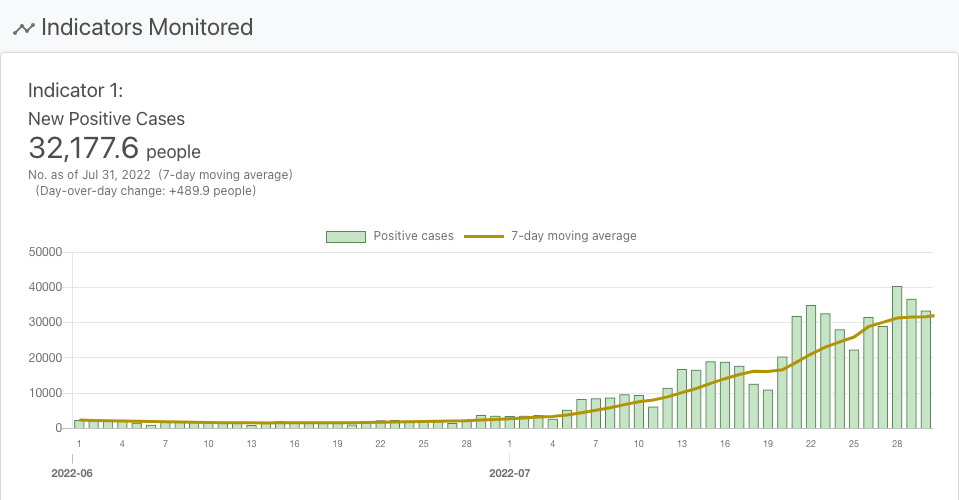 Indicators Monitored
Indicator 1:
New Positive Cases
32,177.6 people
No. as of Jul 31, 2022 (7-day moving average)
(Day-over-day change: +489.9 people)
Positive cases 7-day moving average
50000
40000
30000
20000
10000
0
1 4 7 10 13 16 19 22 25 28 1 4 7 10 13 16 19 22 25 28
2022-06 2022-07